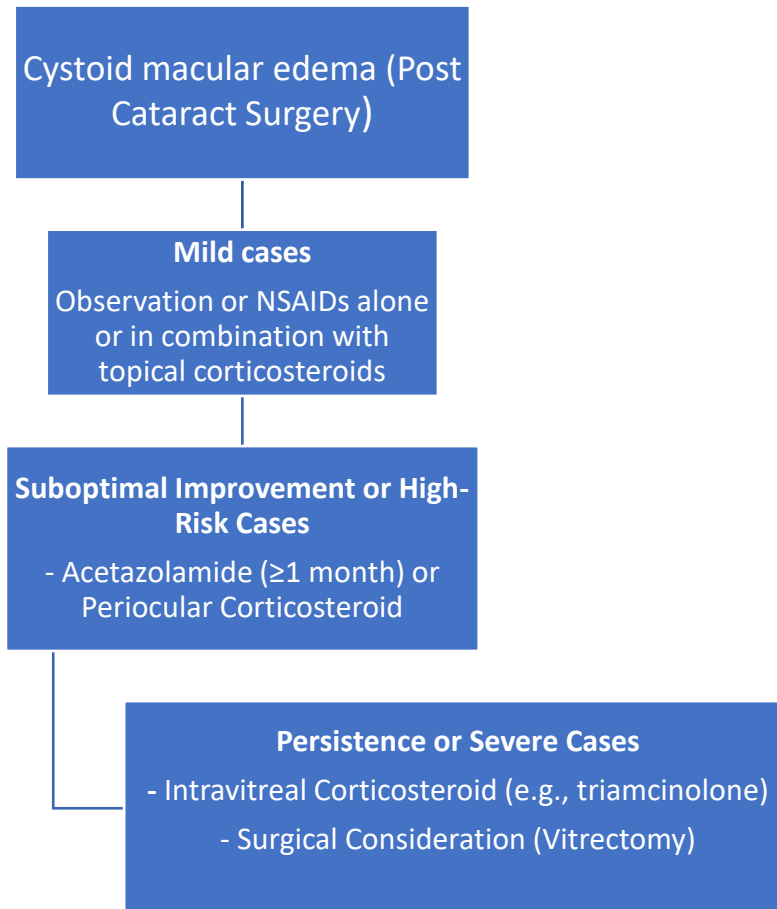 Cystoid macular edema (Post
Cataract Surgery)
Mild cases
Observation or NSAIDs alone
or in combination with
topical corticosteroids
Suboptimal Improvement or High-
Risk Cases
- Acetazolamide (≥1 month) or
Periocular Corticosteroid
Persistence or Severe Cases
- Intravitreal Corticosteroid (e.g., triamcinolone)
- Surgical Consideration (Vitrectomy)